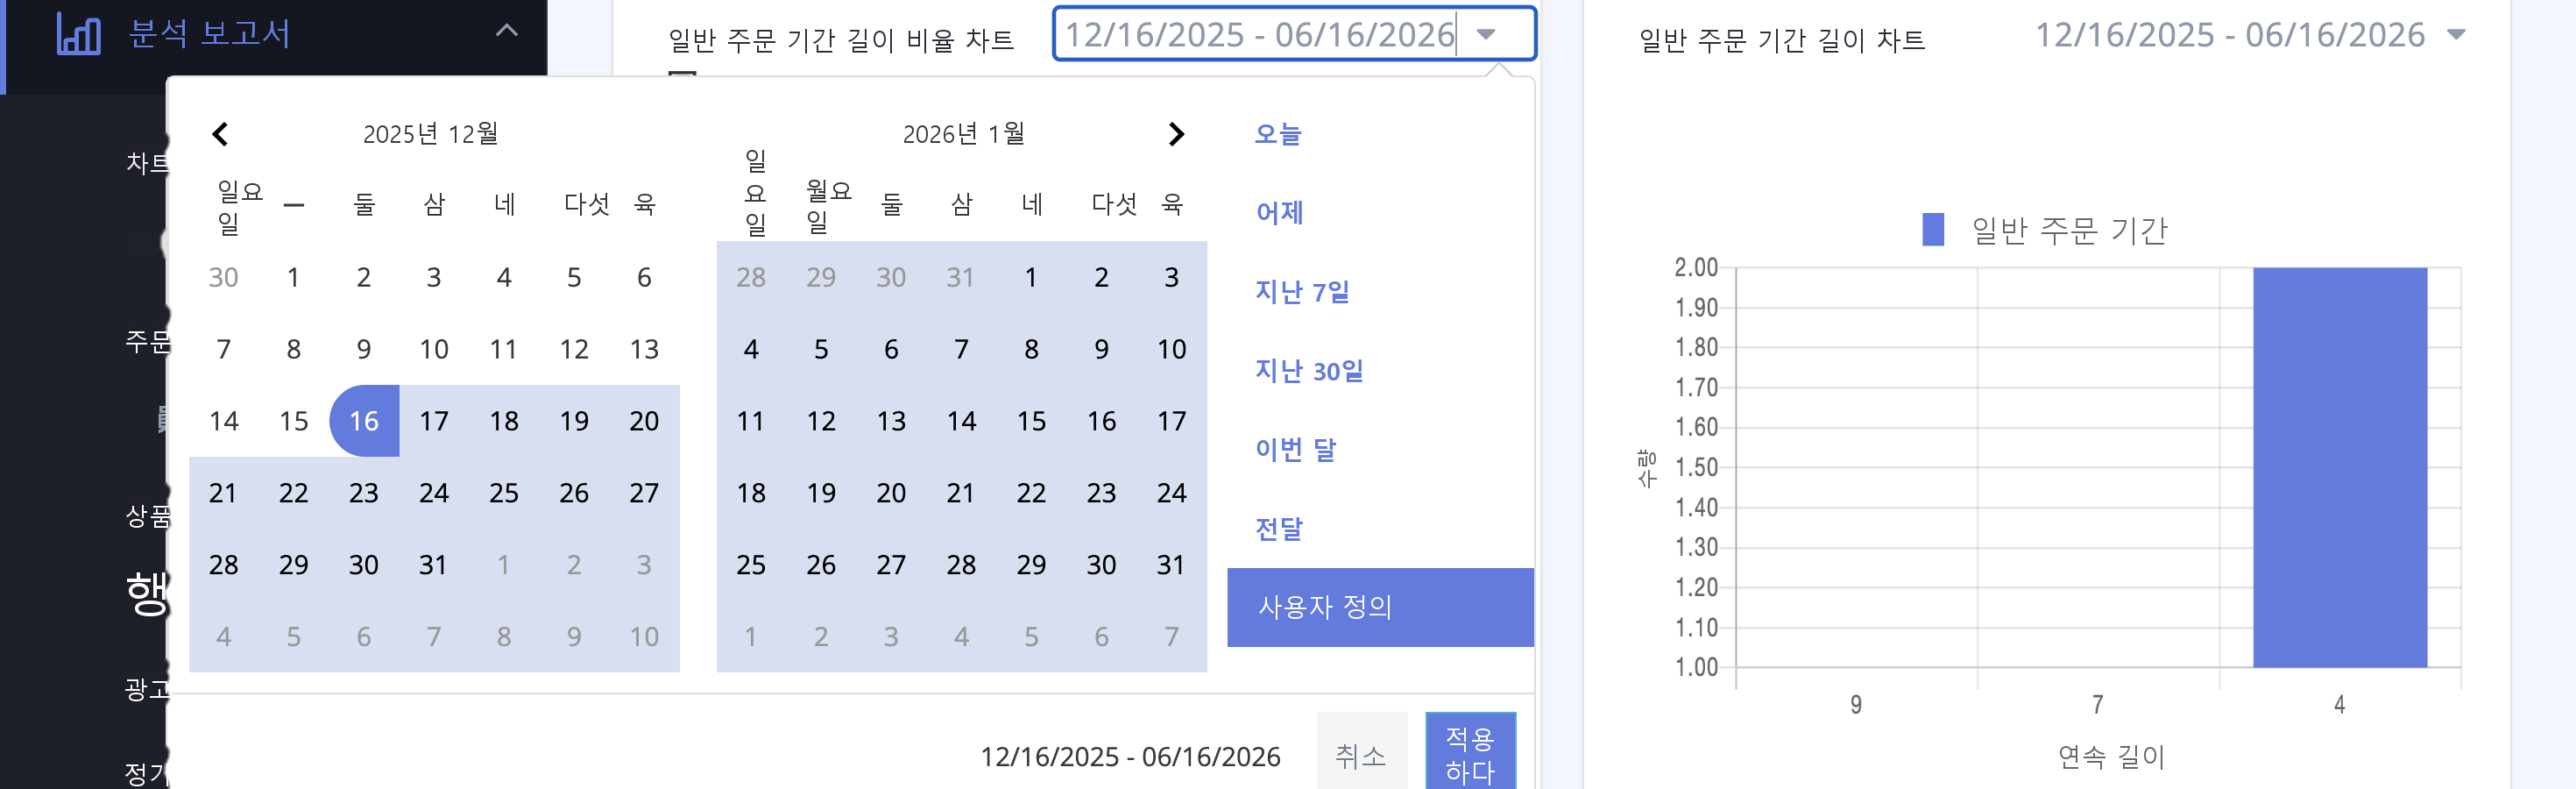 분석 보고서
일반 주문 기간 길이 비율 차트
12/16/2025 - 06/16/2026
일반 주문 기간 길이 차트
12/16/2025 - 06/16/2026
차트
주문
상품
행
광고
정기
2025년 12월
일요일 一 둘 삼 네 다섯 육
30 1 2 3 4 5 6
7 8 9 10 11 12 13
14 15 16 17 18 19 20
21 22 23 24 25 26 27
28 29 30 31 1 2 3
4 5 6 7 8 9 10
2026년 1월
일요일 월요일 둘 삼 네 다섯 육
28 29 30 31 1 2 3
4 5 6 7 8 9 10
11 12 13 14 15 16 17
18 19 20 21 22 23 24
25 26 27 28 29 30 31
1 2 3 4 5 6 7
오늘
어제
지난 7일
지난 30일
이번 달
전달
사용자 정의
12/16/2025 - 06/16/2026
취소
적용
하다
일반 주문 기간
2.00
1.90
1.80
1.70
1.60
1.50
1.40
1.30
1.20
1.10
1.00
수량
9 7 4
연속 길이